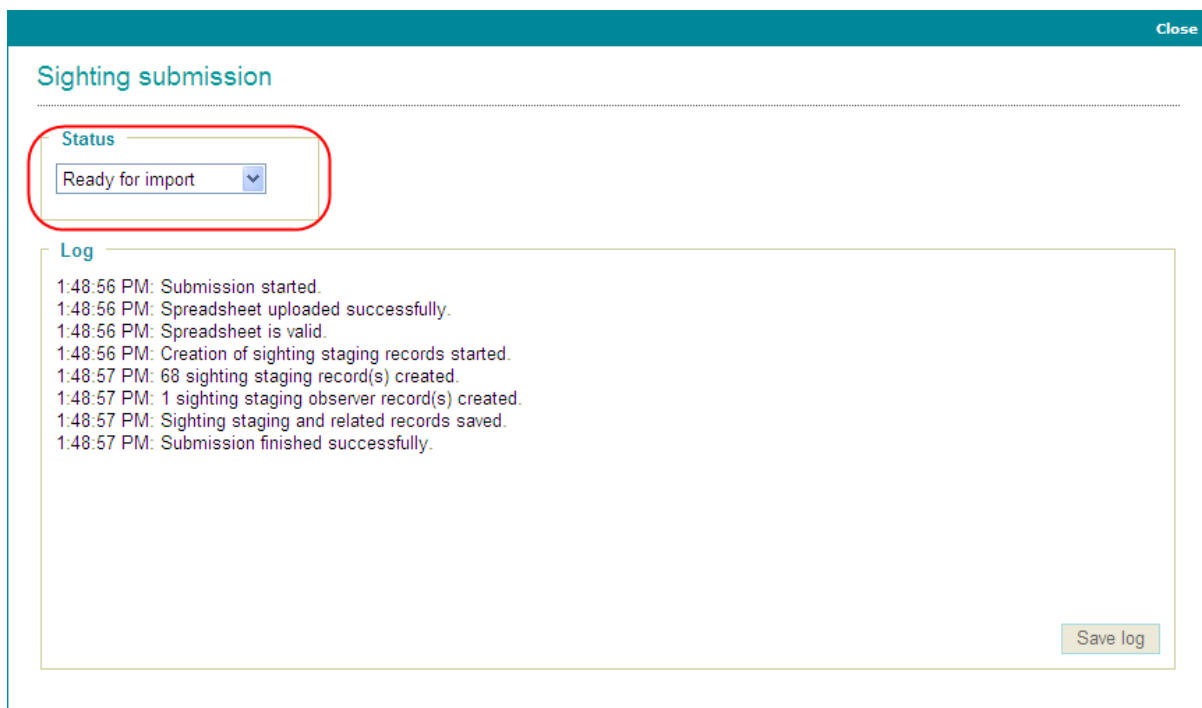 Close
Sighting submission
Status
Ready for import
Log
1:48:56 PM: Submission started.
1:48:56 PM: Spreadsheet uploaded successfully.
1:48:56 PM: Spreadsheet is valid.
1:48:56 PM: Creation of sighting staging records started.
1:48:57 PM: 68 sighting staging record(s) created.
1:48:57 PM: 1 sighting staging observer record(s) created.
1:48:57 PM: Sighting staging and related records saved.
1:48:57 PM: Submission finished successfully.
Save log